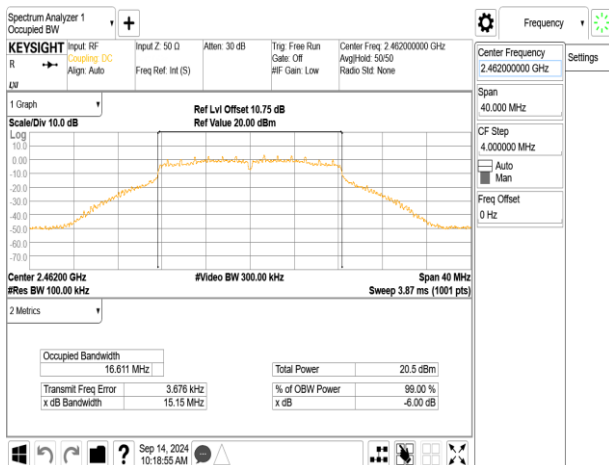 Spectrum Analyzer 1
Occupied BW
+
Frequency
KEYSIGHT
R
LXI
Input: RF
Coupling: DC
Align: Auto
Input Z: 50 Ω
Freq Ref: Int (S)
Atten: 30 dB
Trig: Free Run
Gate: Off
#IF Gain: Low
Center Freq: 2.462000000 GHz
Avg|Hold: 50/50
Radio Std: None
Center Frequency
2.462000000 GHz
Settings
Span
40.000 MHz
CF Step
4.000000 MHz
Auto
Man
Freq Offset
0 Hz
1 Graph
Scale/Div 10.0 dB
Ref Lvl Offset 10.75 dB
Ref Value 20.00 dBm
Log
10.0
0.00
-10.0
-20.0
-30.0
-40.0
-50.0
-60.0
-70.0
Center 2.46200 GHz
#Res BW 100.00 kHz
#Video BW 300.00 kHz
Span 40 MHz
Sweep 3.87 ms (1001 pts)
2 Metrics
Occupied Bandwidth
16.611 MHz
Transmit Freq Error 3.676 kHz
x dB Bandwidth 15.15 MHz
Total Power 20.5 dBm
% of OBW Power 99.00 %
x dB -6.00 dB
?
Sep 14, 2024
10:18:55 AM